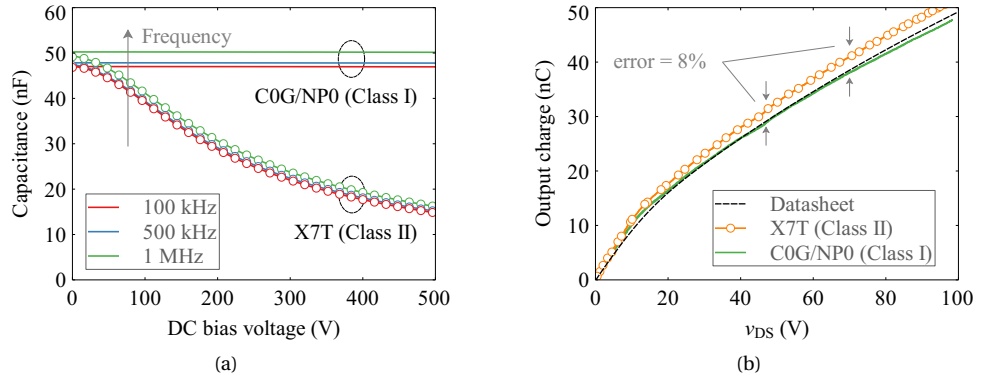 60
50
40
30
20
10
0
Capacitance (nF)
Frequency
C0G/NP0 (Class I)
100 kHz
500 kHz
1 MHz
X7T (Class II)
0 100 200 300 400 500
DC bias voltage (V)
(a)
50
40
30
20
10
0
Output charge (nC)
error = 8%
Datasheet
X7T (Class II)
C0G/NP0 (Class I)
0 20 40 60 80 100
vDS (V)
(b)